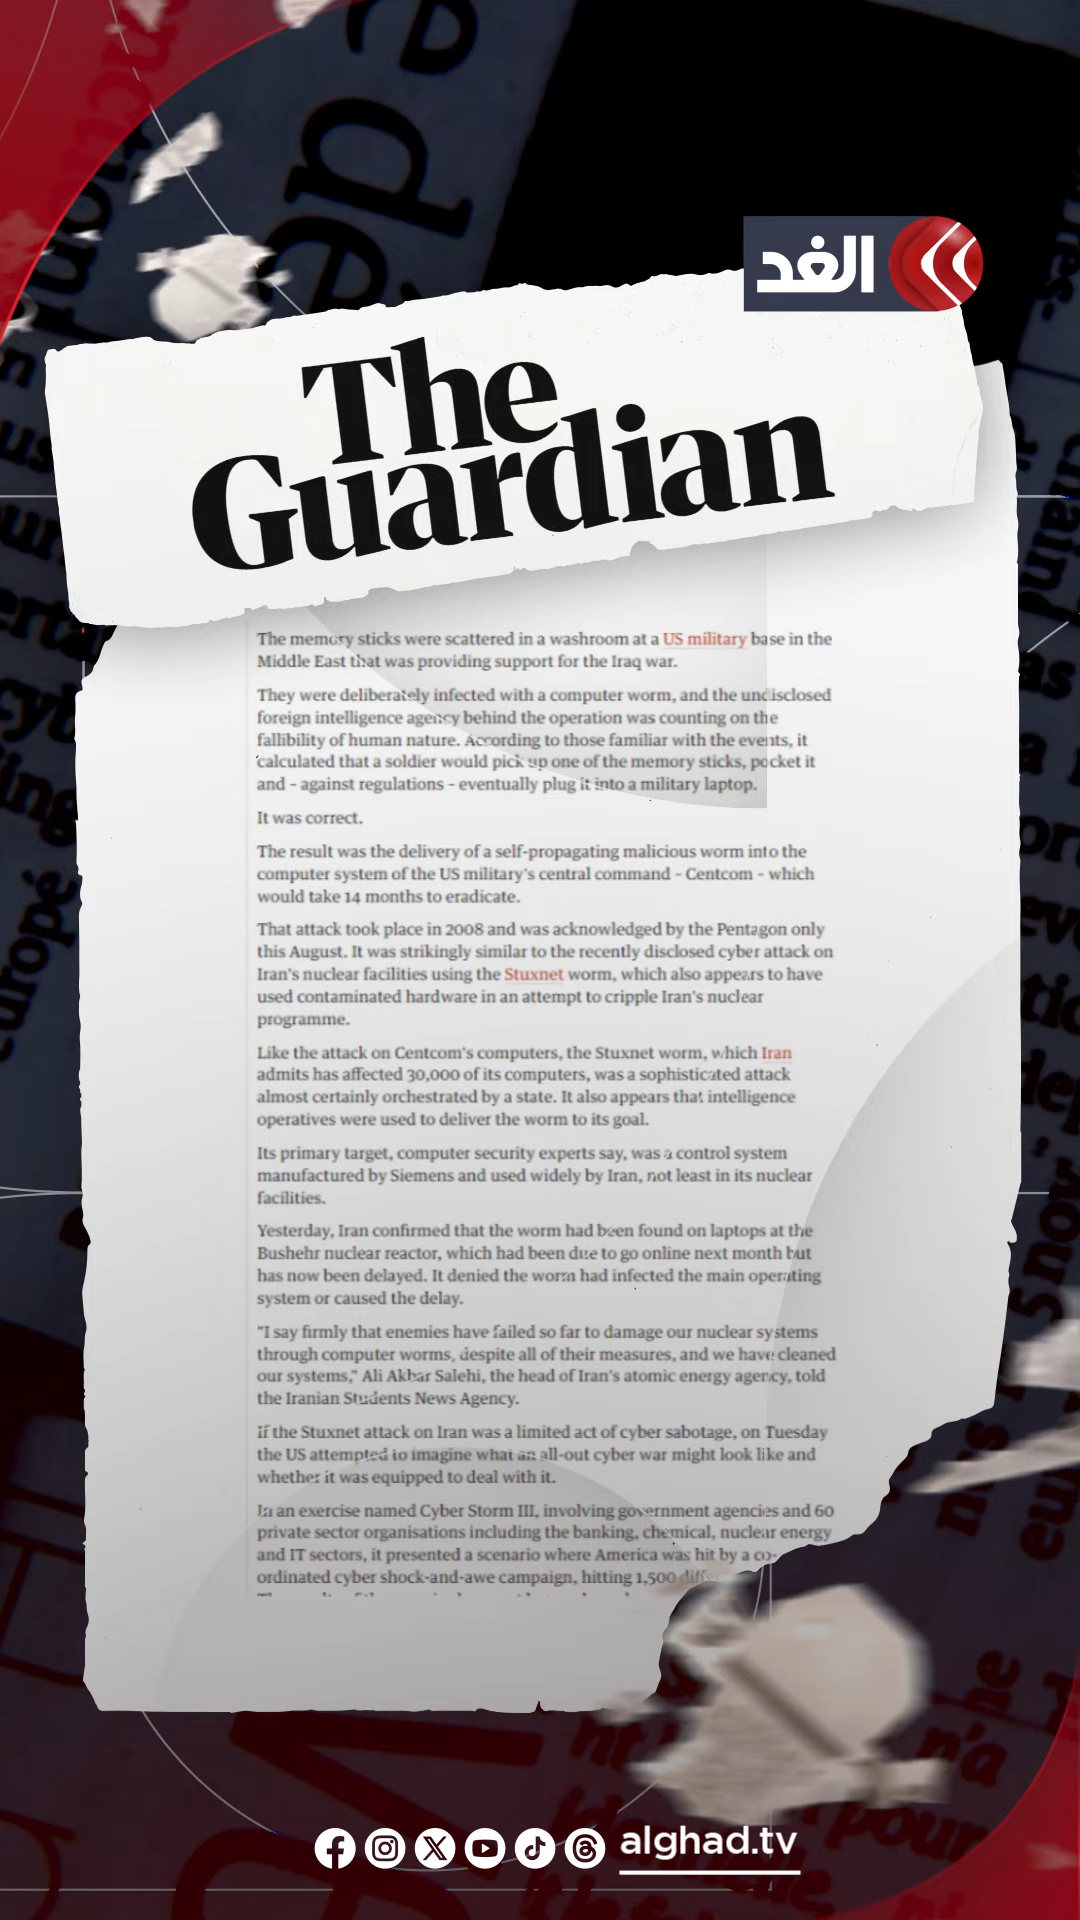 الغد
The
Guardian
The memory sticks were scattered in a washroom at a US military base in the
Middle East that was providing support for the Iraq war.
They were deliberately infected with a computer worm, and the undisclosed
foreign intelligence agency behind the operation was counting on the
fallibility of human nature. According to those familiar with the events, it
calculated that a soldier would pick up one of the memory sticks, pocket it
and – against regulations – eventually plug it into a military laptop.
It was correct.
The result was the delivery of a self-propagating malicious worm into the
computer system of the US military's central command – Centcom – which
would take 14 months to eradicate.
That attack took place in 2008 and was acknowledged by the Pentagon only
this August. It was strikingly similar to the recently disclosed cyber attack on
Iran's nuclear facilities using the Stuxnet worm, which also appears to have
used contaminated hardware in an attempt to cripple Iran's nuclear
programme.
Like the attack on Centcom's computers, the Stuxnet worm, which Iran
admits has affected 30,000 of its computers, was a sophisticated attack
almost certainly orchestrated by a state. It also appears that intelligence
operatives were used to deliver the worm to its goal.
Its primary target, computer security experts say, was a control system
manufactured by Siemens and used widely by Iran, not least in its nuclear
facilities.
Yesterday, Iran confirmed that the worm had been found on laptops at the
Bushehr nuclear reactor, which had been due to go online next month but
has now been delayed. It denied the worm had infected the main operating
system or caused the delay.
"I say firmly that enemies have failed so far to damage our nuclear systems
through computer worms, despite all of their measures, and we have cleaned
our systems," Ali Akbar Salehi, the head of Iran's atomic energy agency, told
the Iranian Students News Agency.
If the Stuxnet attack on Iran was a limited act of cyber sabotage, on Tuesday
the US attempted to imagine what an all-out cyber war might look like and
whether it was equipped to deal with it.
In an exercise named Cyber Storm III, involving government agencies and 60
private sector organisations including the banking, chemical, nuclear energy
and IT sectors, it presented a scenario where America was hit by a co-
ordinated cyber shock-and-awe campaign, hitting 1,500
alghad.tv